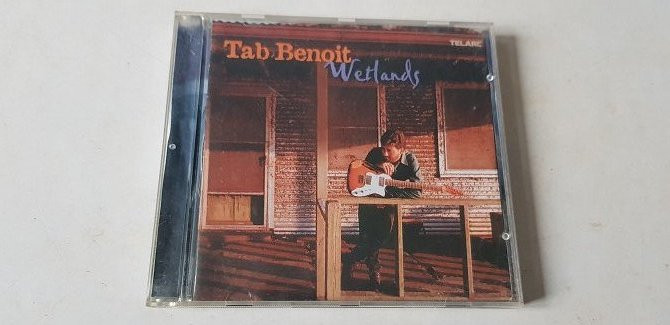 Tab Benoit
Wetlands
TELARC